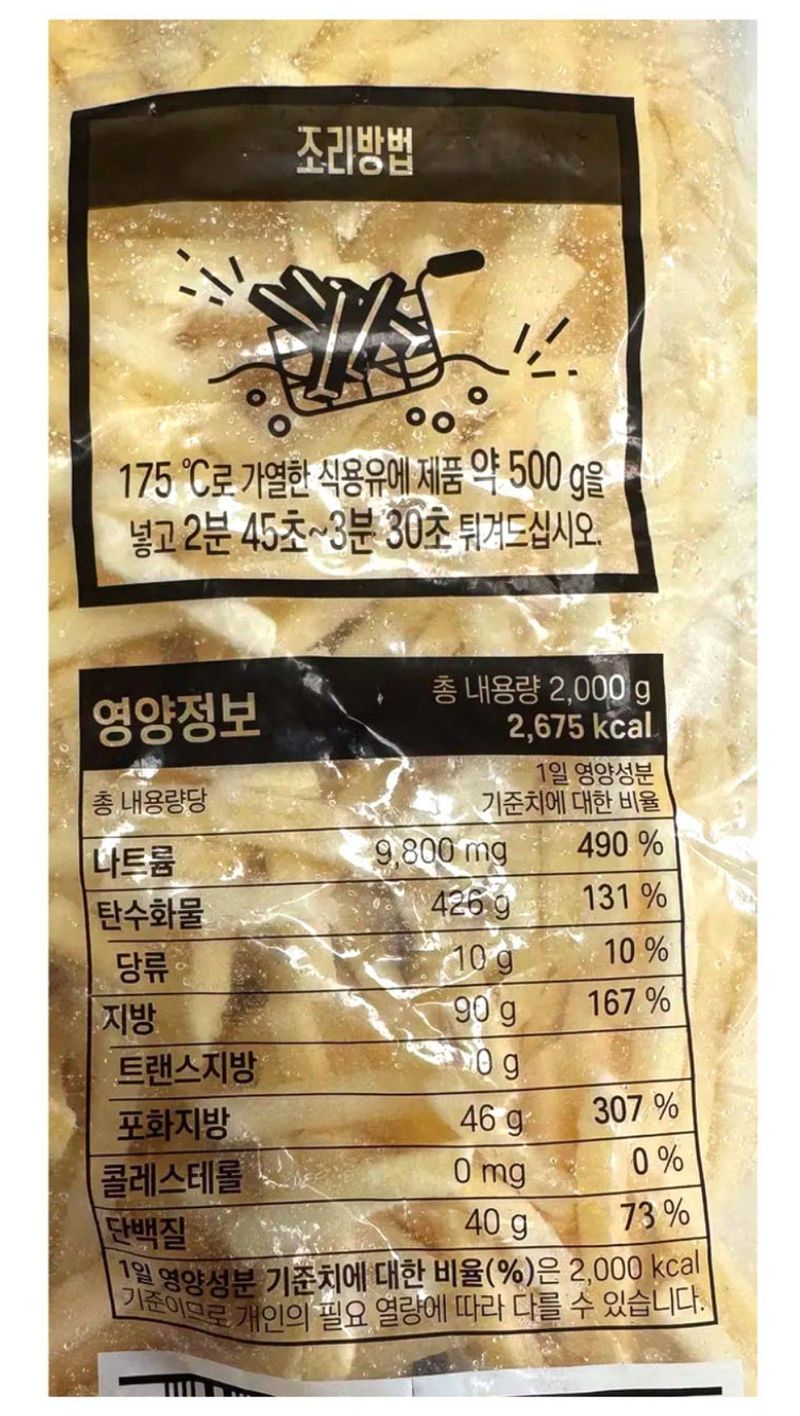 조리방법
175 ℃로 가열한 식용유에 제품 약 500 g을
넣고 2분 45초~3분 30초 튀겨드십시오.
영양정보
총 내용량 2,000 g
2,675 kcal
총 내용량당
1일 영양성분
기준치에 대한 비율
나트륨 9,800 mg 490 %
탄수화물 426 g 131 %
당류 10 g 10 %
지방 90 g 167 %
트랜스지방 0 g
포화지방 46 g 307 %
콜레스테롤 0 mg 0 %
단백질 40 g 73 %
1일 영양성분 기준치에 대한 비율(%)은 2,000 kcal
기준이므로 개인의 필요 열량에 따라 다를 수 있습니다.